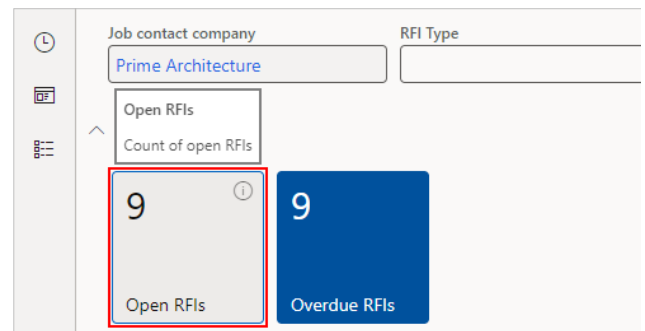 Job contact company
RFI Type
Prime Architecture
Open RFIs
Count of open RFIs
9
9
Open RFIs
Overdue RFIs